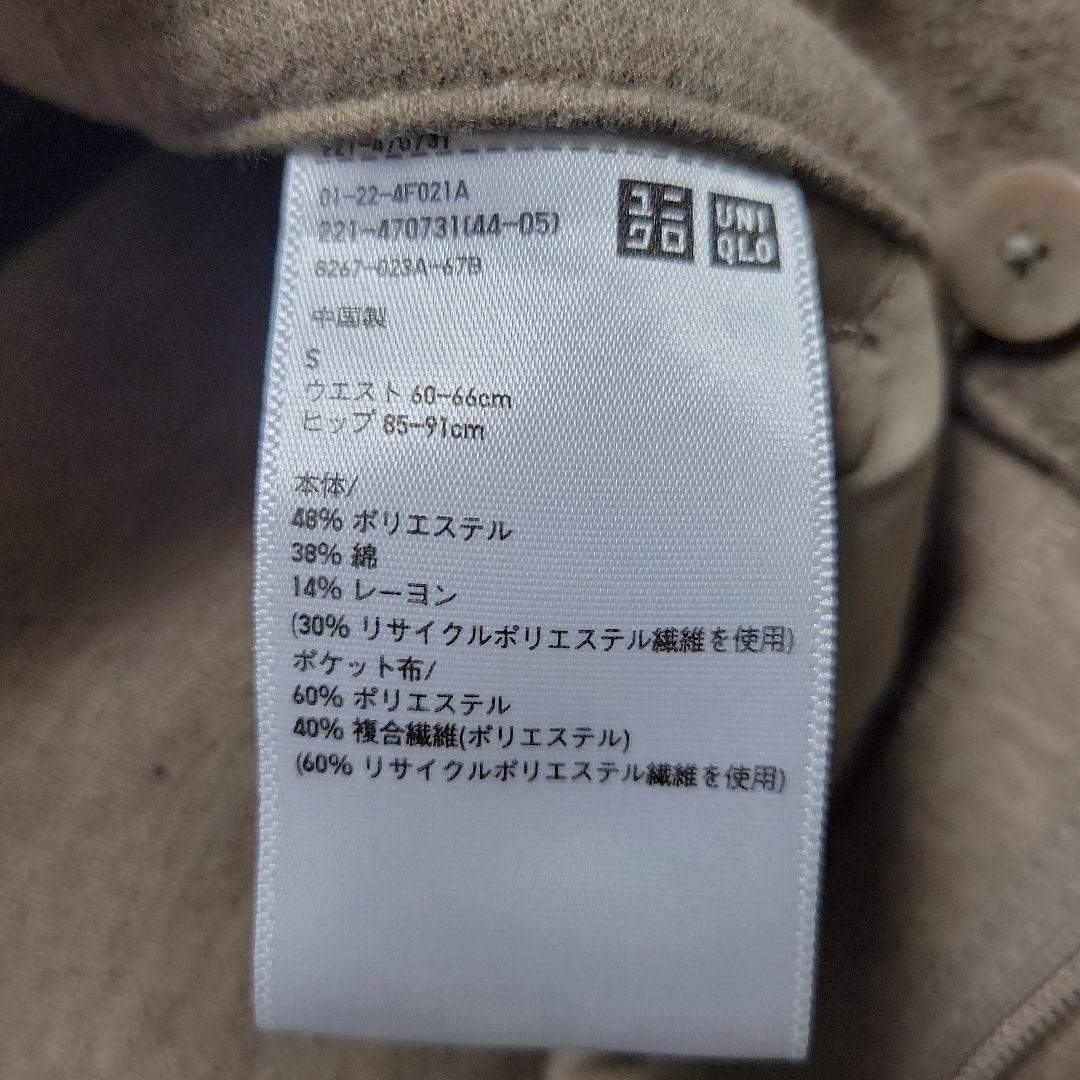 221-470731
01-22-4F021A
221-470731(44-05)
8267-023A-67B
ユニクロ
UNIQLO
中国製
S
ウエスト 60-66cm
ヒップ 85-91cm
本体/
48% ポリエステル
38% 綿
14% レーヨン
(30% リサイクルポリエステル繊維を使用)
ポケット布/
60% ポリエステル
40% 複合繊維(ポリエステル)
(60% リサイクルポリエステル繊維を使用)